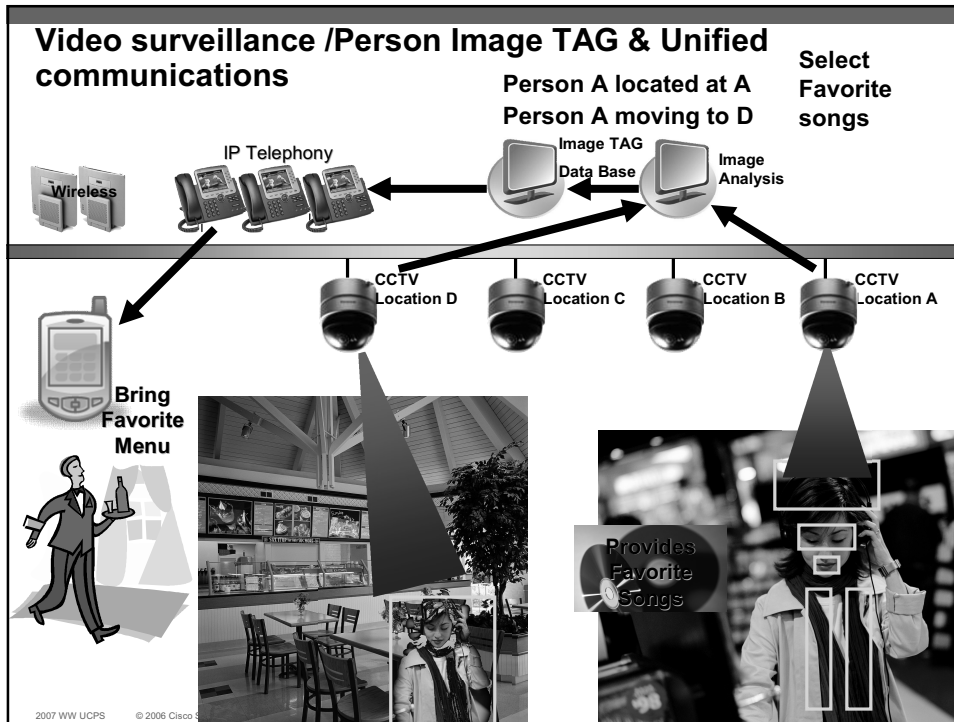 Video surveillance /Person Image TAG & Unified
communications
Select
Favorite
songs
Person A located at A
Person A moving to D
Image TAG
Data Base
Image
Analysis
IP Telephony
Wireless
CCTV
Location D
CCTV
Location C
CCTV
Location B
CCTV
Location A
Bring
Favorite
Menu
Provides
Favorite
Songs
2007 WW UCPS
© 2006 Cisco S